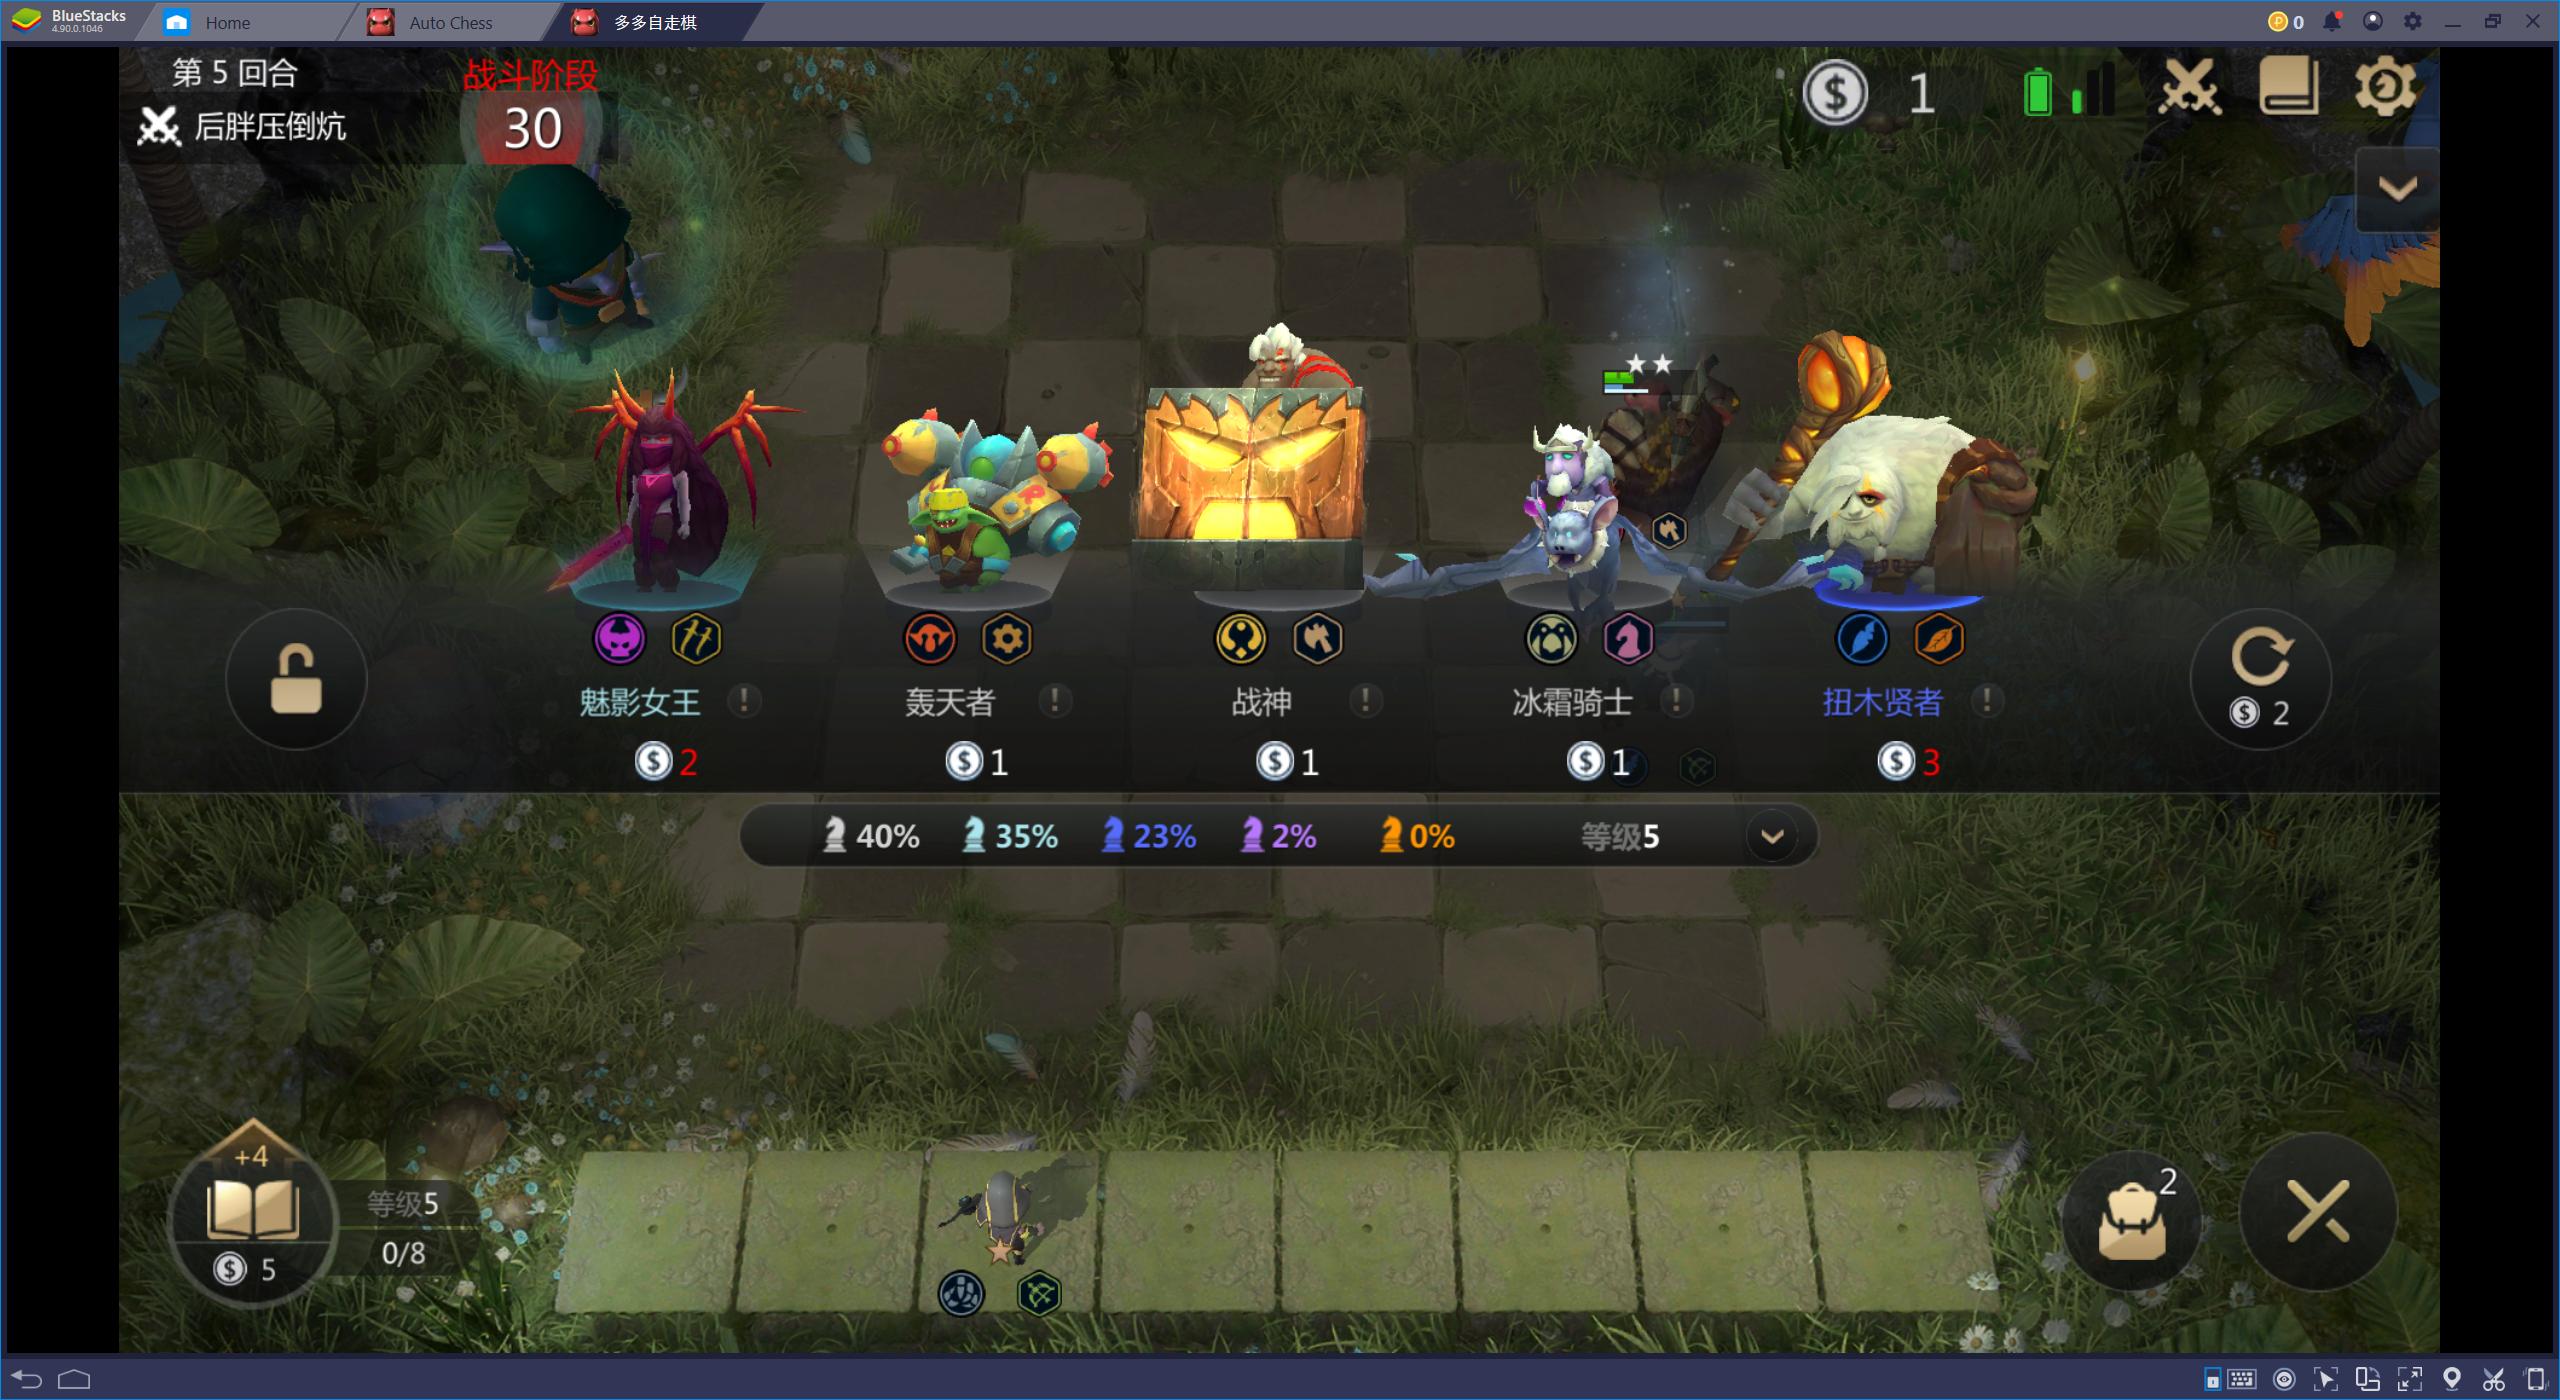 BlueStacks
4.90.0.1046
Home
Auto Chess
多多自走棋
0
第 5 回合
战斗阶段
后胖压倒炕
30
$ 1
魅影女王 !
轰天者 !
战神 !
冰霜骑士 !
扭木贤者 !
$ 2
$ 1
$ 1
$ 1
$ 3
$ 2
40% 35% 23% 2% 0% 等级5
+4
等级5
0/8
$ 5
2